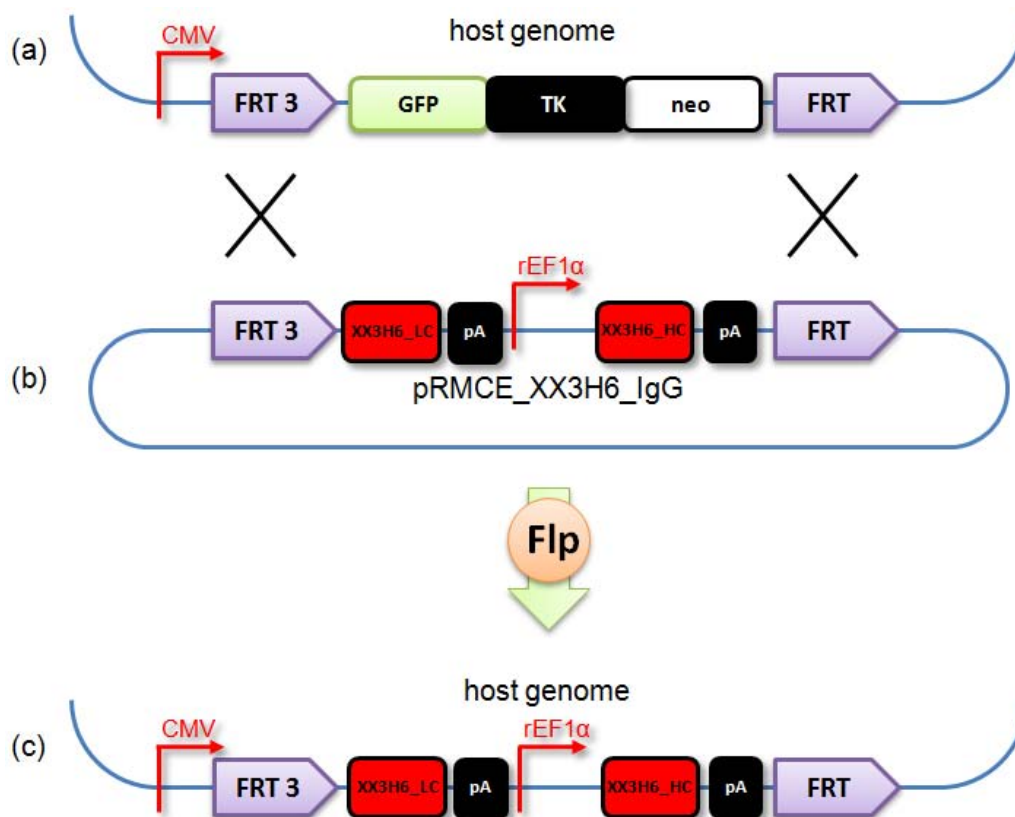 (a) CMV host genome
FRT 3 GFP TK neo FRT
rEF1α
FRT 3 XX3H6_LC pA XX3H6_HC pA FRT
(b) pRMCE_XX3H6_IgG
Flp
host genome
(c) CMV rEF1α
FRT 3 XX3H6_LC pA XX3H6_HC pA FRT